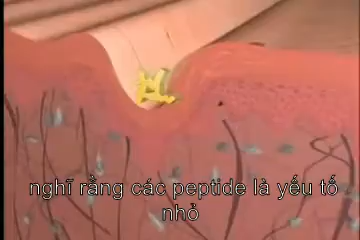 nghĩ rằng các peptide là yếu tố
nhỏ